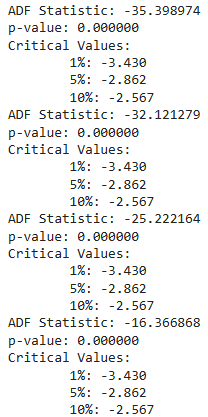 ADF Statistic: -35.398974
p-value: 0.000000
Critical Values:
	1%: -3.430
	5%: -2.862
	10%: -2.567
ADF Statistic: -32.121279
p-value: 0.000000
Critical Values:
	1%: -3.430
	5%: -2.862
	10%: -2.567
ADF Statistic: -25.222164
p-value: 0.000000
Critical Values:
	1%: -3.430
	5%: -2.862
	10%: -2.567
ADF Statistic: -16.366868
p-value: 0.000000
Critical Values:
	1%: -3.430
	5%: -2.862
	10%: -2.567